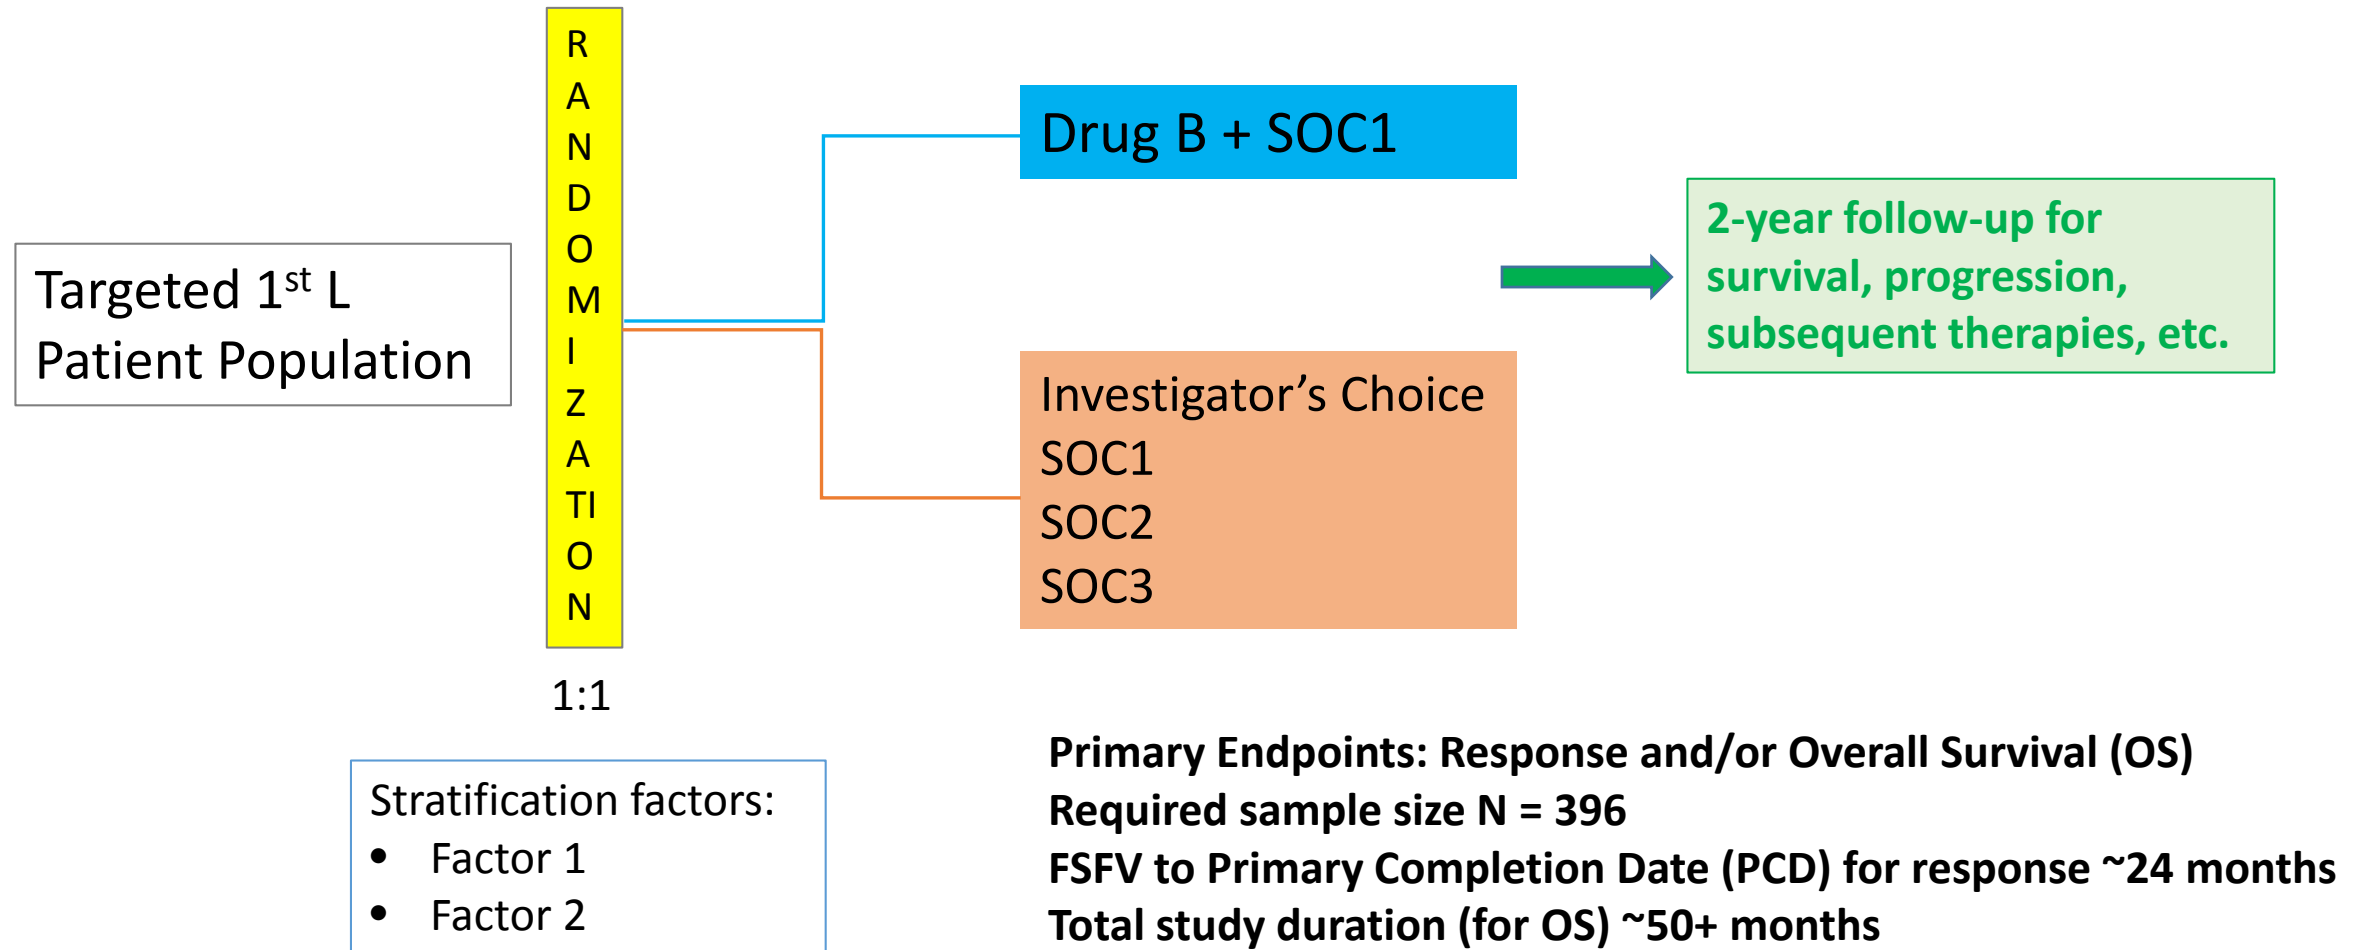 Targeted 1st L
Patient Population
R
A
N
D
O
M
I
Z
A
TI
O
N
1:1
Stratification factors:
• Factor 1
• Factor 2
Drug B + SOC1
Investigator’s Choice
SOC1
SOC2
SOC3
2-year follow-up for
survival, progression,
subsequent therapies, etc.
Primary Endpoints: Response and/or Overall Survival (OS)
Required sample size N = 396
FSFV to Primary Completion Date (PCD) for response ~24 months
Total study duration (for OS) ~50+ months